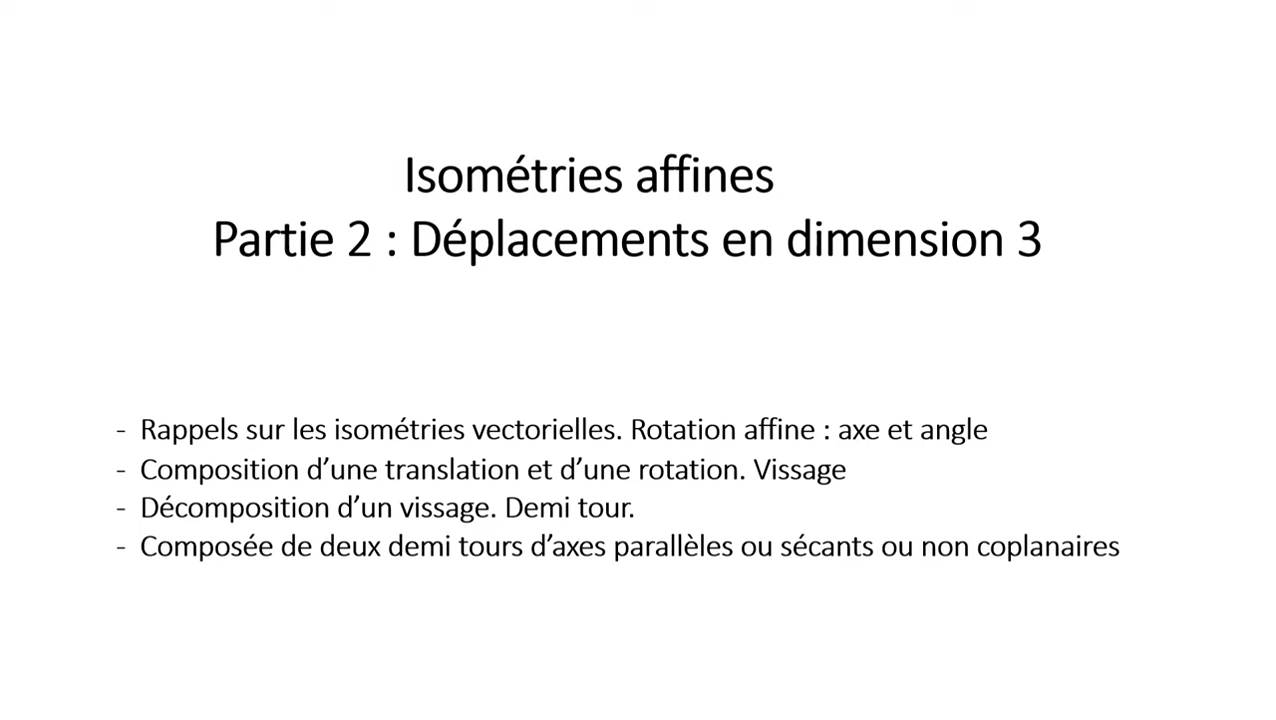 Isométries affines
Partie 2 : Déplacements en dimension 3
- Rappels sur les isométries vectorielles. Rotation affine : axe et angle
- Composition d’une translation et d’une rotation. Vissage
- Décomposition d’un vissage. Demi tour.
- Composée de deux demi tours d’axes parallèles ou sécants ou non coplanaires